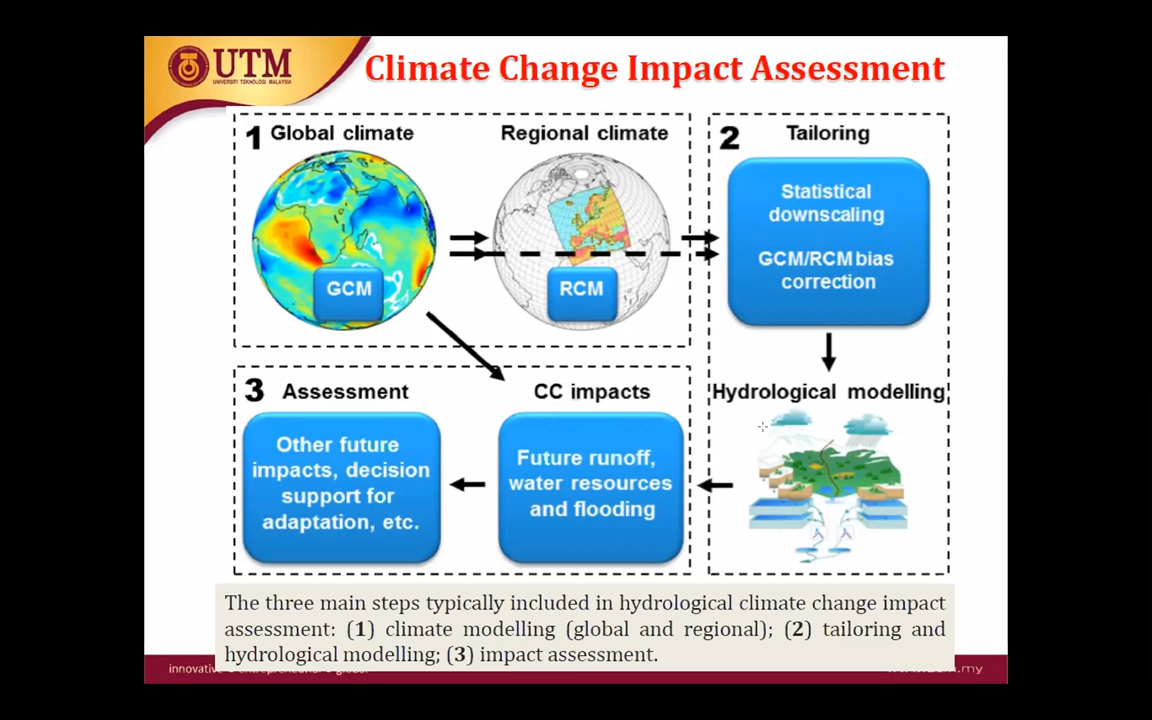 UTM
UNIVERSITI TEKNOLOGI MALAYSIA
Climate Change Impact Assessment
1 Global climate
Regional climate
GCM
RCM
2 Tailoring
Statistical
downscaling
GCM/RCM bias
correction
Hydrological modelling
3 Assessment
Other future
impacts, decision
support for
adaptation, etc.
CC impacts
Future runoff,
water resources
and flooding
The three main steps typically included in hydrological climate change impact
assessment: (1) climate modelling (global and regional); (2) tailoring and
hydrological modelling; (3) impact assessment.
innovative